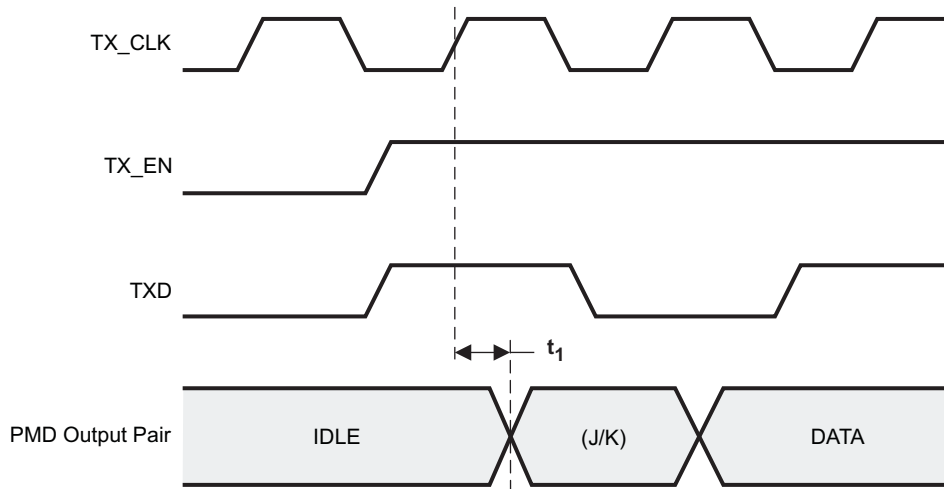 TX_CLK
TX_EN
TXD
t1
PMD Output Pair
IDLE
(J/K)
DATA